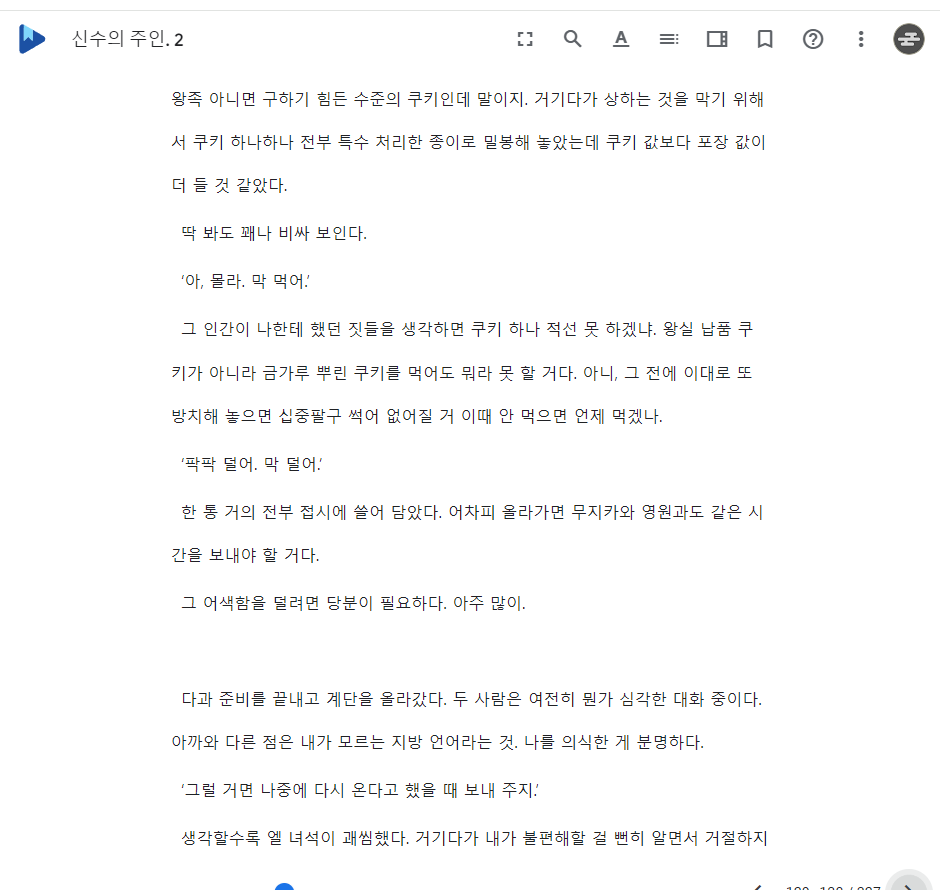 신수의 주인. 2
왕족 아니면 구하기 힘든 수준의 쿠키인데 말이지. 거기다가 상하는 것을 막기 위해
서 쿠키 하나하나 전부 특수 처리한 종이로 밀봉해 놓았는데 쿠키 값보다 포장 값이
더 들 것 같았다.
딱 봐도 꽤나 비싸 보인다.
‘아, 몰라. 막 먹어.’
그 인간이 나한테 했던 짓들을 생각하면 쿠키 하나 적선 못 하겠냐. 왕실 납품 쿠
키가 아니라 금가루 뿌린 쿠키를 먹어도 뭐라 못 할 거다. 아니, 그 전에 이대로 또
방치해 놓으면 십중팔구 썩어 없어질 거 이때 안 먹으면 언제 먹겠나.
‘팍팍 덜어. 막 덜어.’
한 통 거의 전부 접시에 쓸어 담았다. 어차피 올라가면 무지카와 영원과도 같은 시
간을 보내야 할 거다.
그 어색함을 덜려면 당분이 필요하다. 아주 많이.
다과 준비를 끝내고 계단을 올라갔다. 두 사람은 여전히 뭔가 심각한 대화 중이다.
아까와 다른 점은 내가 모르는 지방 언어라는 것. 나를 의식한 게 분명하다.
‘그럴 거면 나중에 다시 온다고 했을 때 보내 주지.’
생각할수록 엘 녀석이 괘씸했다. 거기다가 내가 불편해할 걸 뻔히 알면서 거절하지